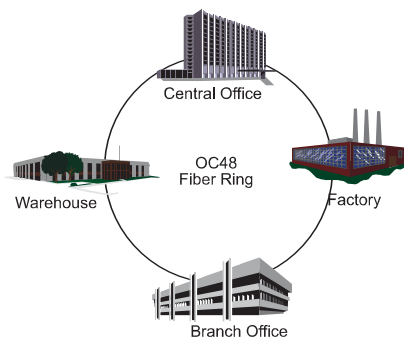 Central Office
OC48
Fiber Ring
Warehouse
Factory
Branch Office